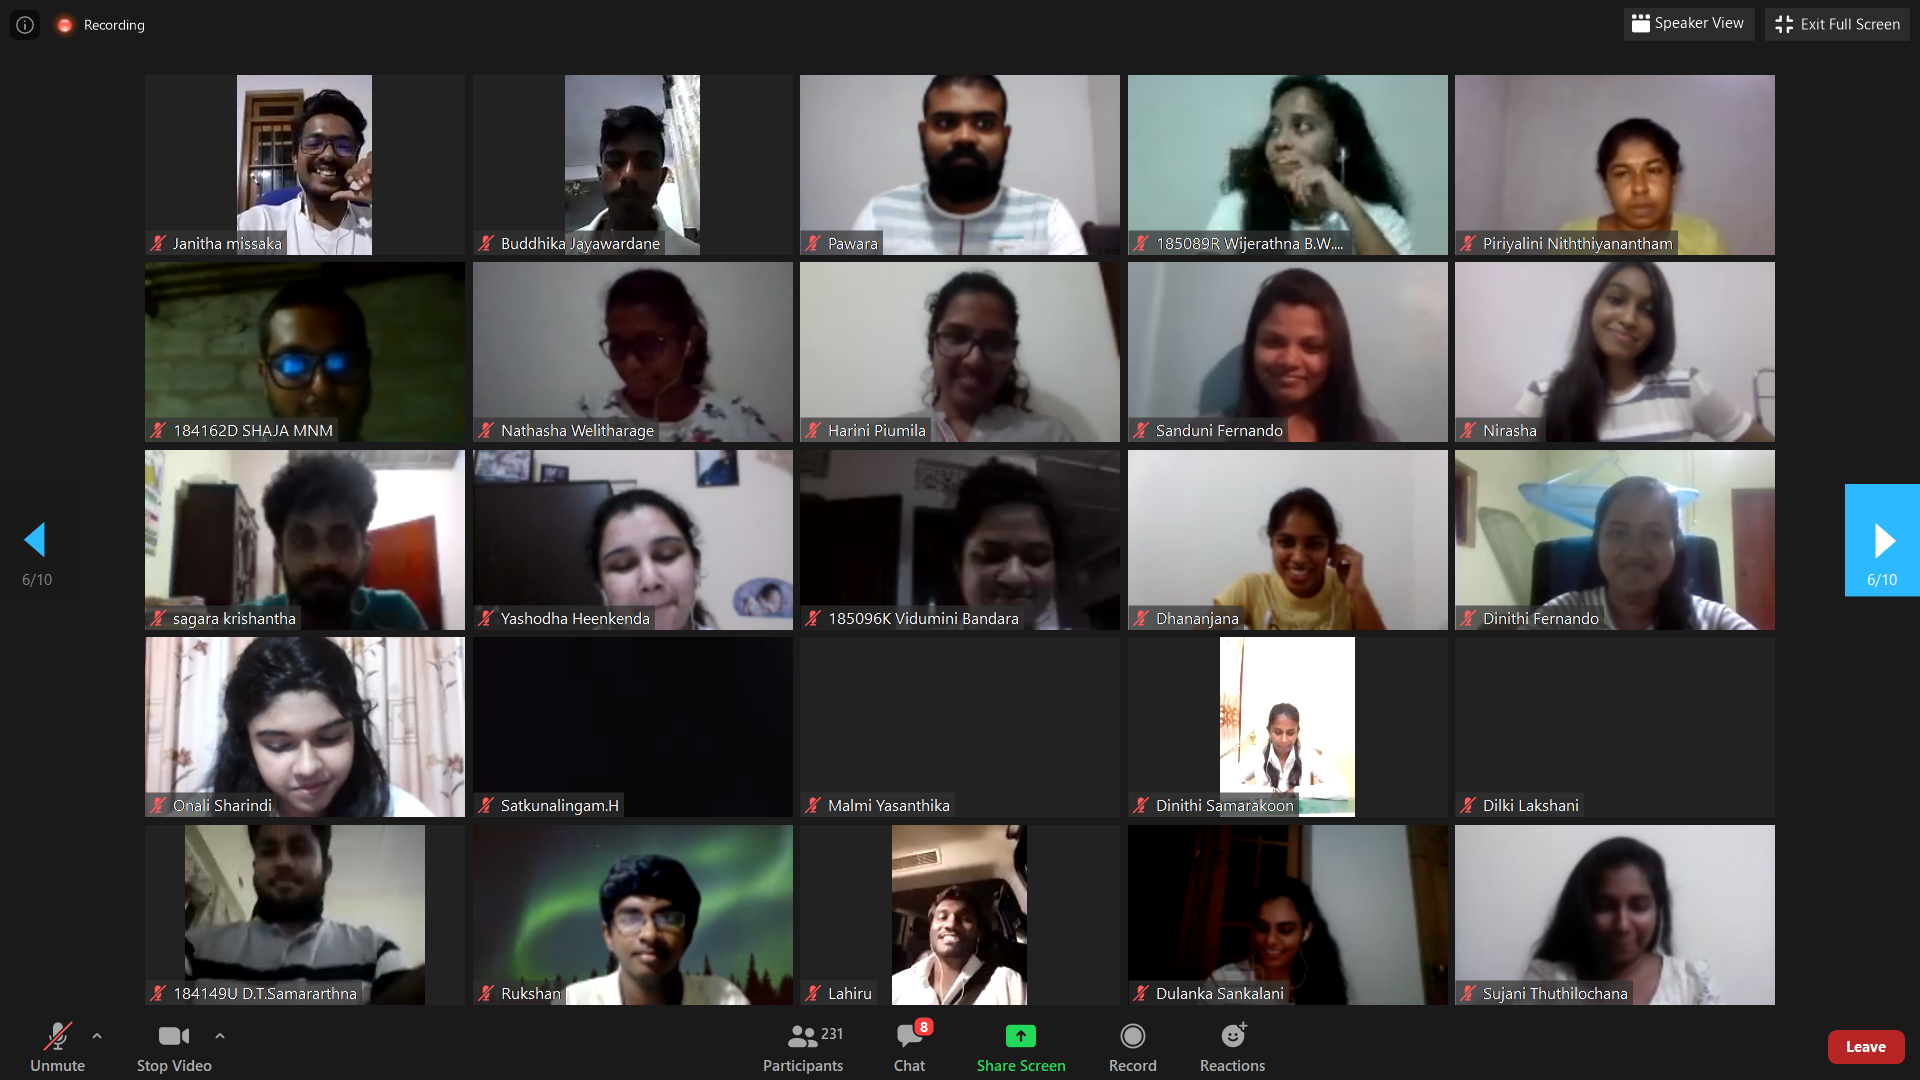 Recording
Speaker View
Exit Full Screen
Janitha missaka
Buddhika Jayawardane
Pawara
185089R Wijerathna B.W....
Piriyalini Niththiyanantham
184162D SHAJA MNM
Nathasha Welitharage
Harini Piumila
Sanduni Fernando
Nirasha
sagara krishantha
Yashodha Heenkenda
185096K Vidumini Bandara
Dhananjana
Dinithi Fernando
6/10
6/10
Onali Sharindi
Satkunalingam.H
Malmi Yasanthika
Dinithi Samarakoon
Dilki Lakshani
184149U D.T.Samararthna
Rukshan
Lahiru
Dulanka Sankalani
Sujani Thuthilochana
Unmute
Stop Video
231
Participants
8
Chat
Share Screen
Record
Reactions
Leave